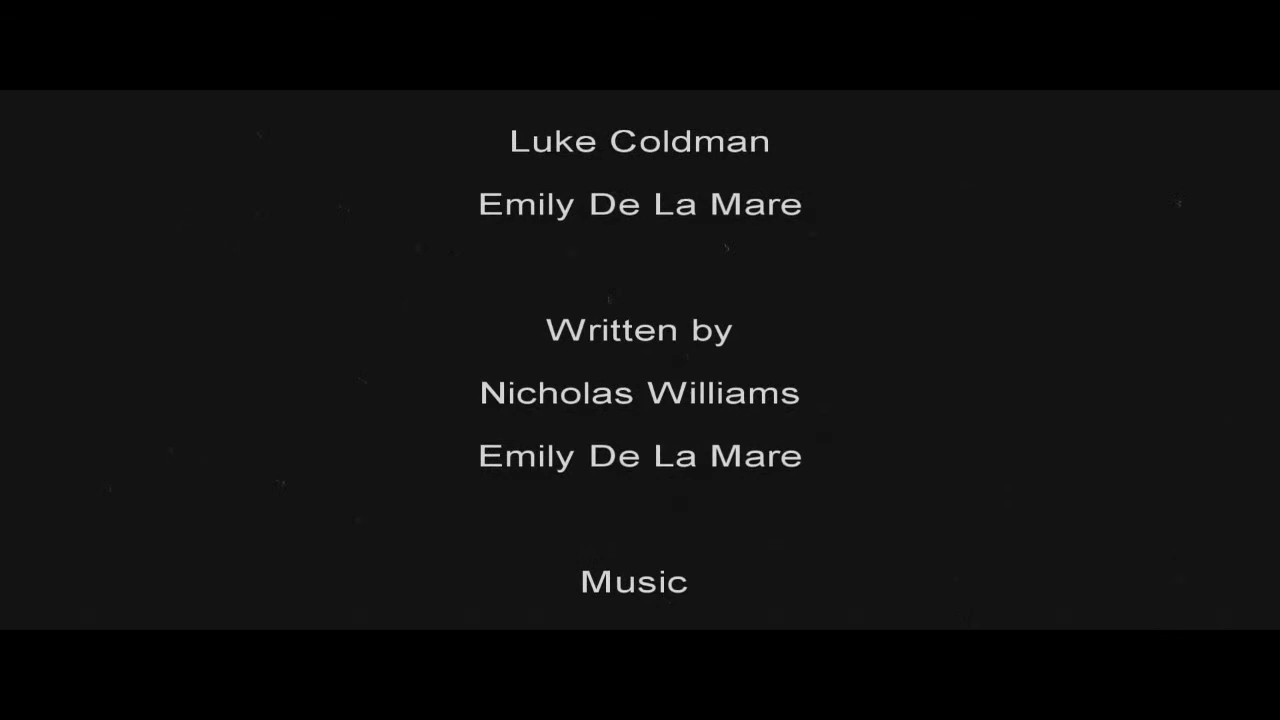 Luke Coldman
Emily De La Mare
Written by
Nicholas Williams
Emily De La Mare
Music